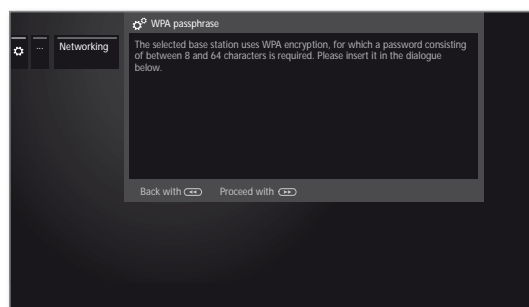 WPA passphrase
... Networking
The selected base station uses WPA encryption, for which a password consisting
of between 8 and 64 characters is required. Please insert it in the dialogue
below.
Back with Proceed with